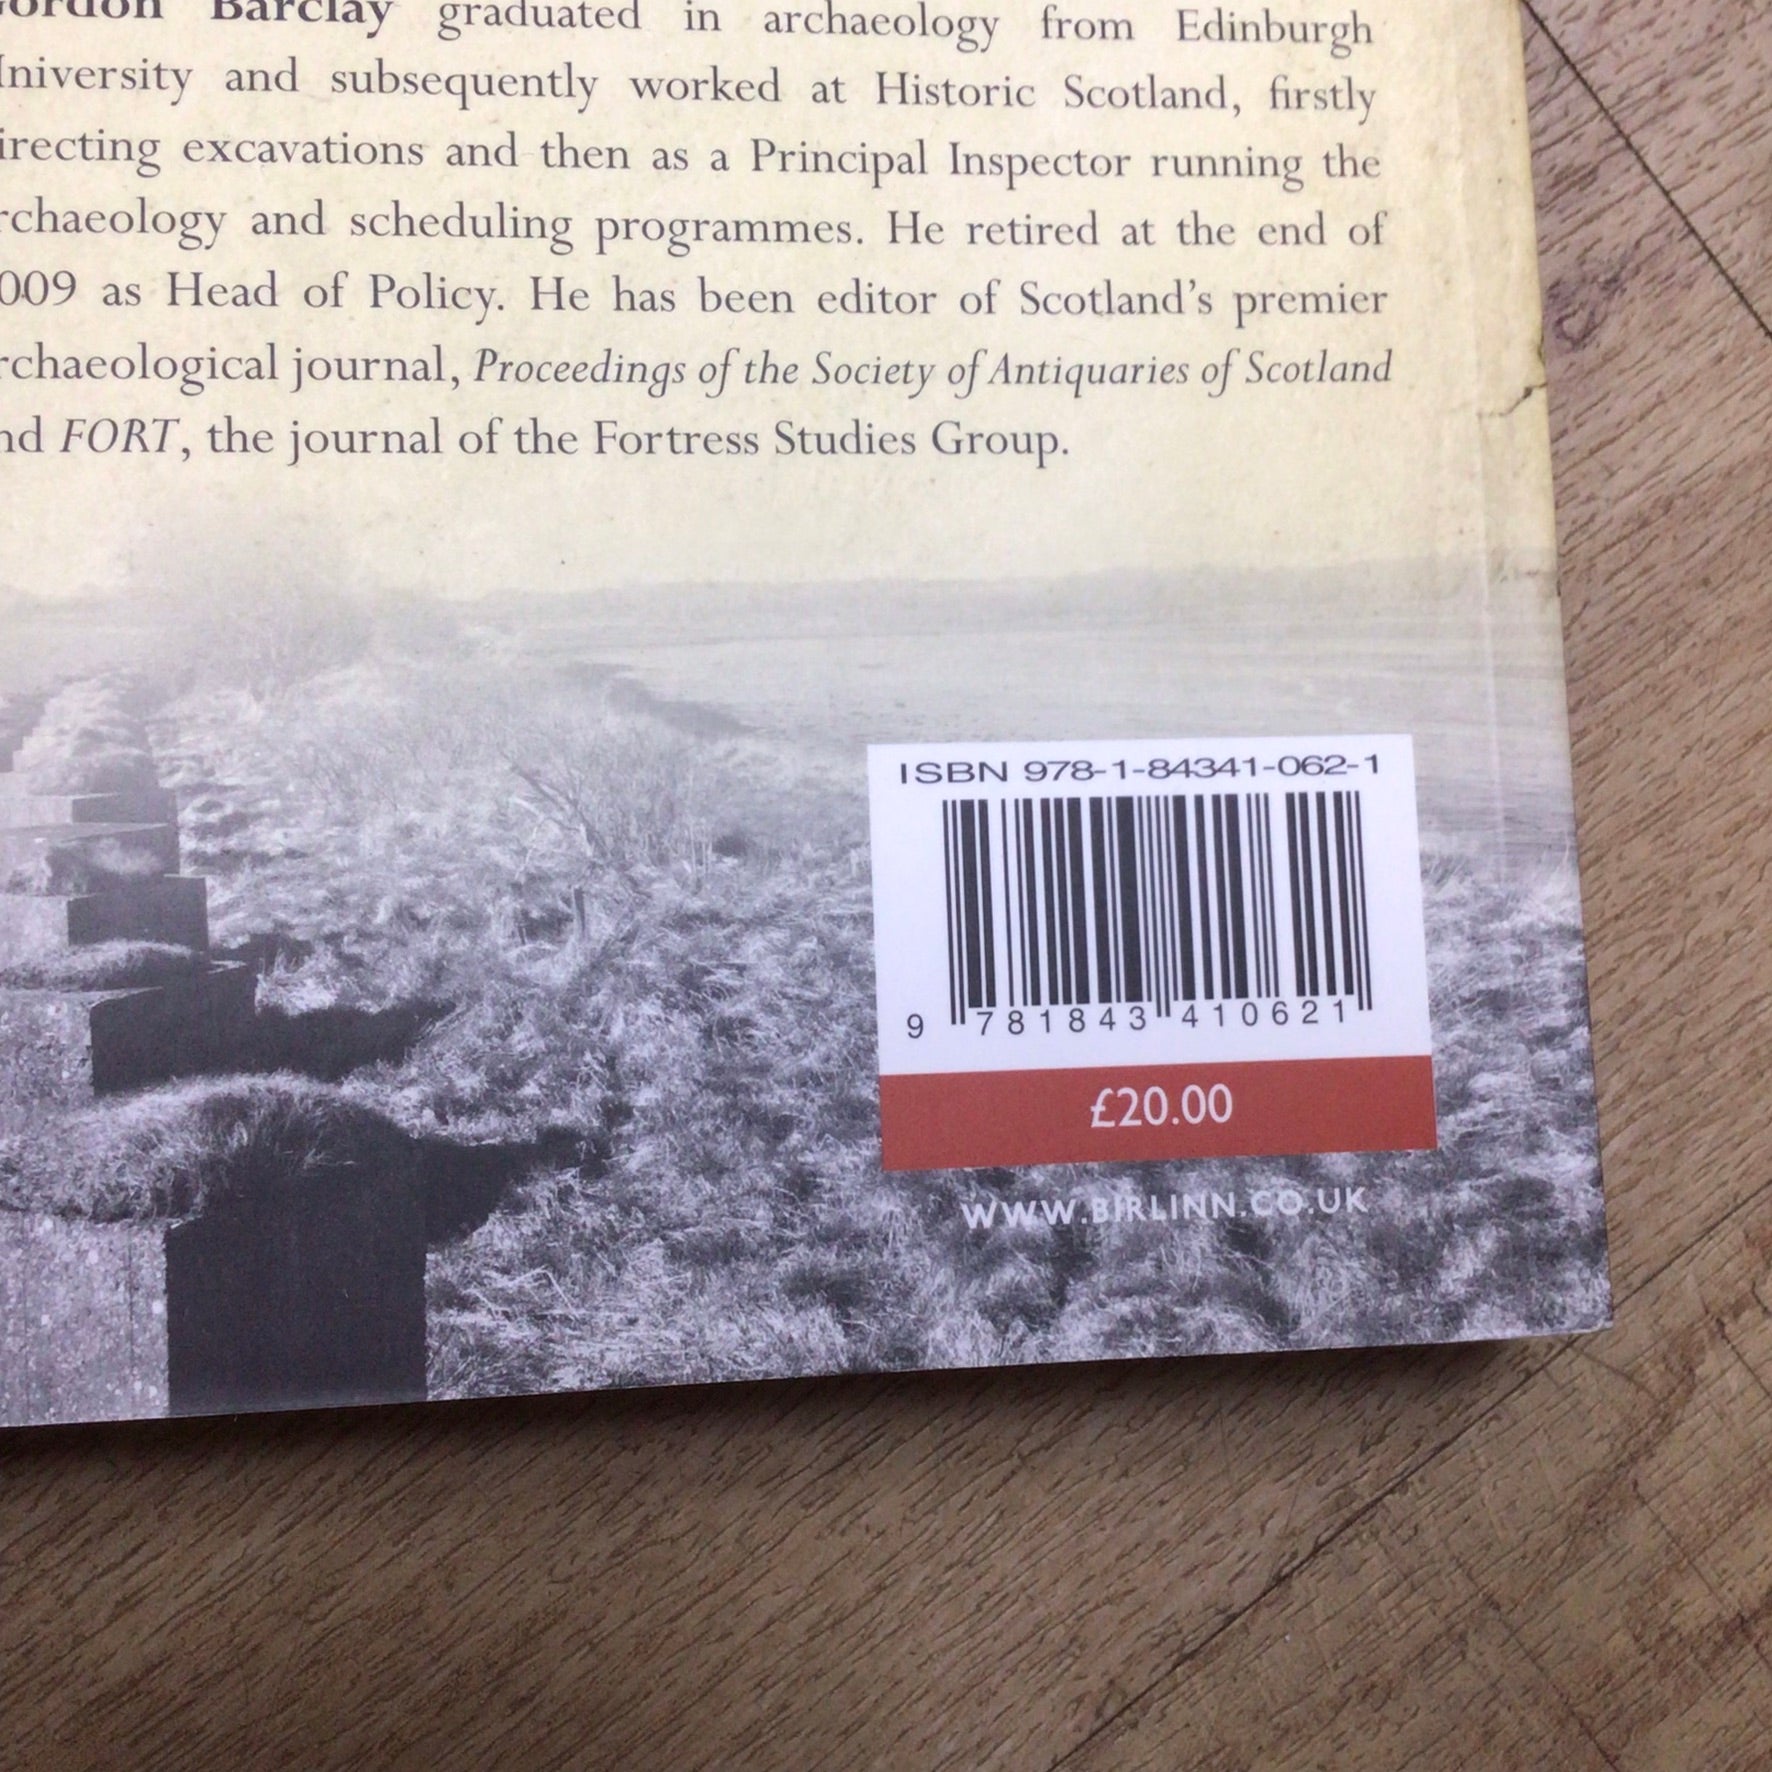 Gordon Barclay graduated in archaeology from Edinburgh
University and subsequently worked at Historic Scotland, firstly
irecting excavations and then as a Principal Inspector running the
rchaeology and scheduling programmes. He retired at the end of
009 as Head of Policy. He has been editor of Scotland's premier
rchaeological journal, Proceedings of the Society of Antiquaries of Scotland
nd FORT, the journal of the Fortress Studies Group.
ISBN 978-1-84341-062-1
9 781843 410621
£20.00
WWW.BIRLINN.CO.UK